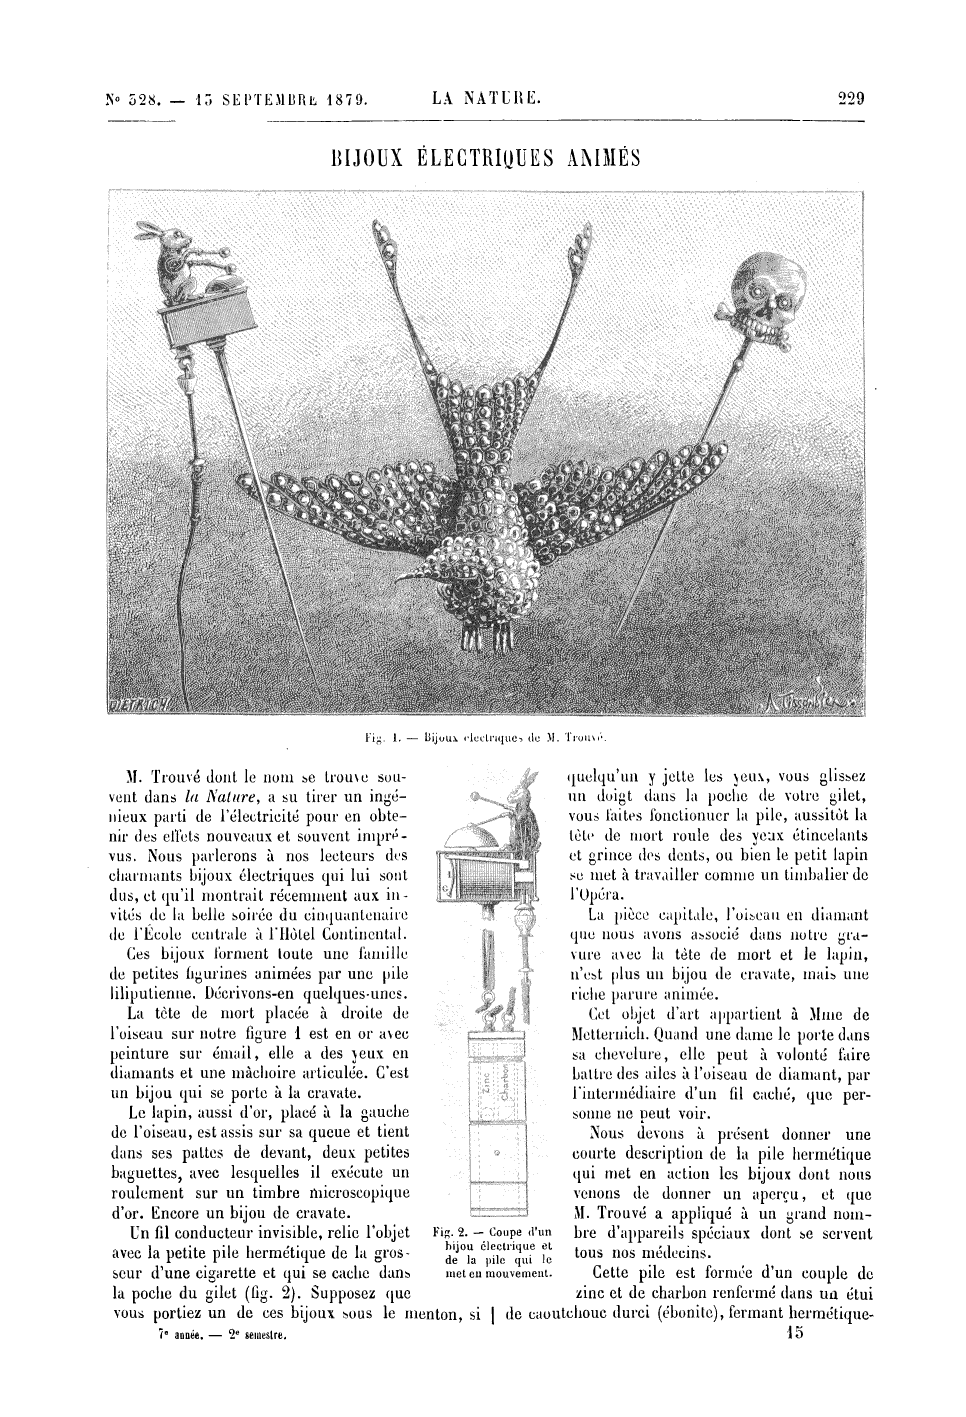 Nº 328. — 13 SEPTEMBRE 1879.
LA NATURE.
229
BIJOUX ÉLECTRIQUES ANIMÉS
DIETRICH
Fig. 1. — Bijoux électriques de M. Trouvé.
M. Trouvé dont le nom se trouve sou-
vent dans la Nature, a su tirer un ingé-
nieux parti de l'électricité pour en obte-
nir des effets nouveaux et souvent impré-
vus. Nous parlerons à nos lecteurs des
charmants bijoux électriques qui lui sont
dus, et qu'il montrait récemment aux in-
vités de la belle soirée du cinquantenaire
de l'École centrale à l'Hôtel Continental.
Ces bijoux forment toute une famille
de petites figurines animées par une pile
liliputienne. Décrivons-en quelques-unes.
La tête de mort placée à droite de
l'oiseau sur notre figure 1 est en or avec
peinture sur émail, elle a des yeux en
diamants et une mâchoire articulée. C'est
un bijou qui se porte à la cravate.
Le lapin, aussi d'or, placé à la gauche
de l'oiseau, est assis sur sa queue et tient
dans ses pattes de devant, deux petites
baguettes, avec lesquelles il exécute un
roulement sur un timbre microscopique
d'or. Encore un bijou de cravate.
Un fil conducteur invisible, relie l'objet
avec la petite pile hermétique de la gros-
seur d'une cigarette et qui se cache dans
la poche du gilet (fig. 2). Supposez que
vous portiez un de ces bijoux sous le menton, si
I
G
Zinc
Charbon
Fig. 2. — Coupe d'un
bijou électrique et
de la pile qui le
met en mouvement.
quelqu'un y jette les yeux, vous glissez
un doigt dans la poche de votre gilet,
vous faites fonctionner la pile, aussitôt la
tête de mort roule des yeux étincelants
et grince des dents, ou bien le petit lapin
se met à travailler comme un timbalier de
l'Opéra.
La pièce capitale, l'oiseau en diamant
que nous avons associé dans notre gra-
vure avec la tête de mort et le lapin,
n'est plus un bijou de cravate, mais une
riche parure animée.
Cet objet d'art appartient à Mme de
Metternich. Quand une dame le porte dans
sa chevelure, elle peut à volonté faire
battre des ailes à l'oiseau de diamant, par
l'intermédiaire d'un fil caché, que per-
sonne ne peut voir.
Nous devons à présent donner une
courte description de la pile hermétique
qui met en action les bijoux dont nous
venons de donner un aperçu, et que
M. Trouvé a appliqué à un grand nom-
bre d'appareils spéciaux dont se servent
tous nos médecins.
Cette pile est formée d'un couple de
zinc et de charbon renfermé dans un étui
de caoutchouc durci (ébonite), fermant hermétique-
7e année. — 2e semestre.
15